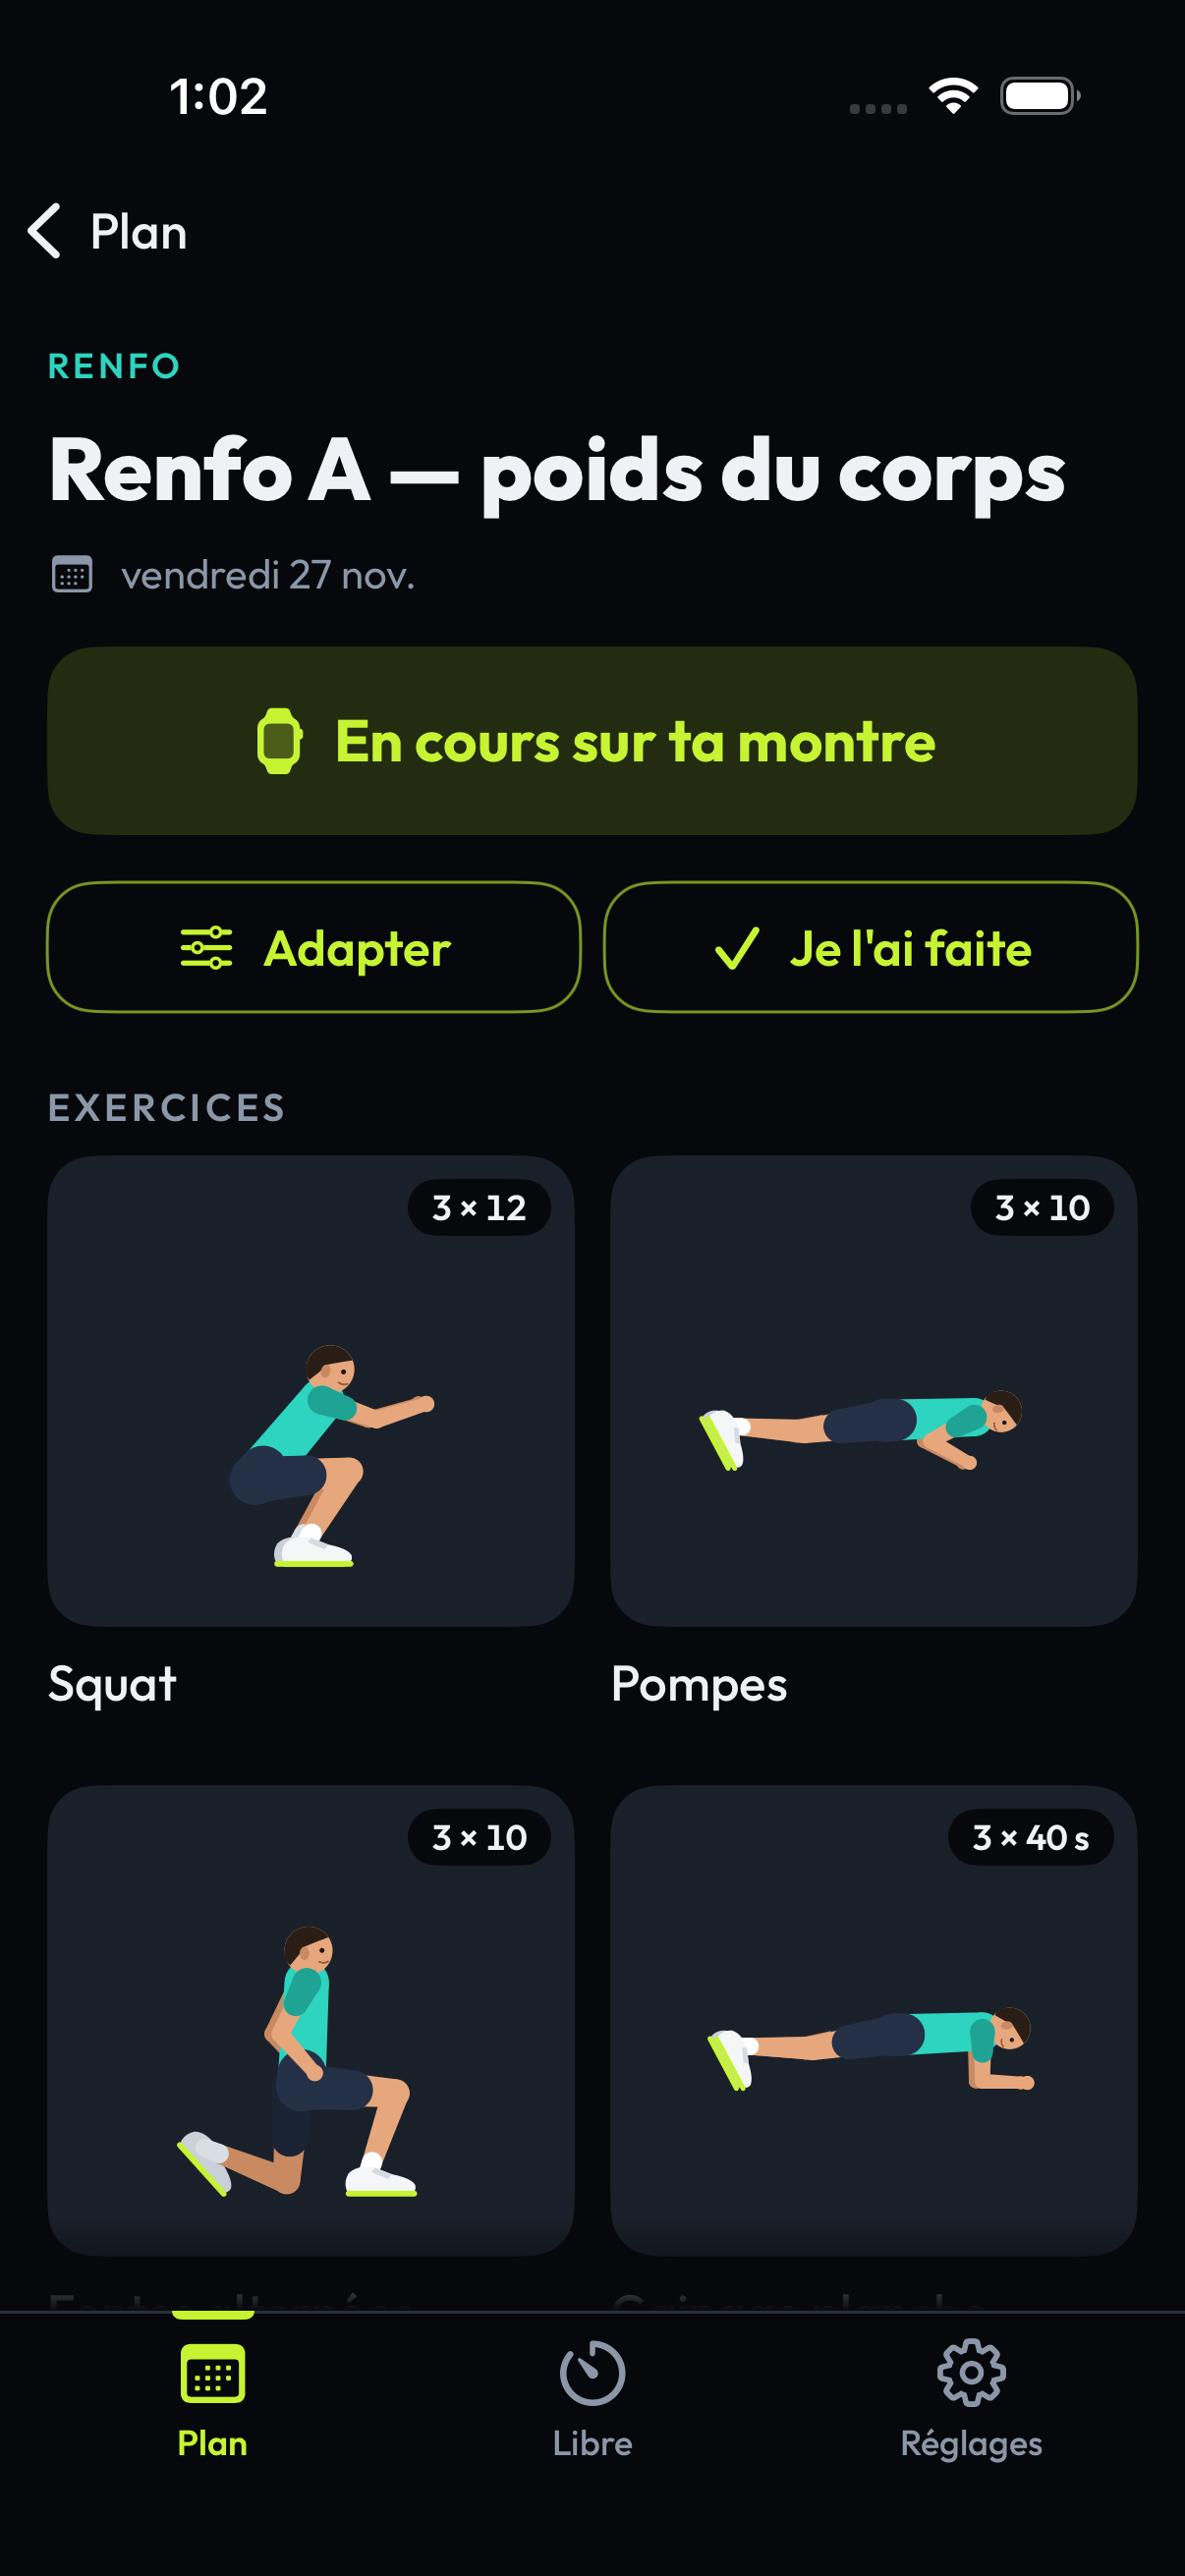 1:02
Plan
RENFO
Renfo A — poids du corps
vendredi 27 nov.
En cours sur ta montre
Adapter
Je l'ai faite
EXERCICES
3 × 12
3 × 10
Squat
Pompes
3 × 10
3 × 40 s
Plan
Libre
Réglages